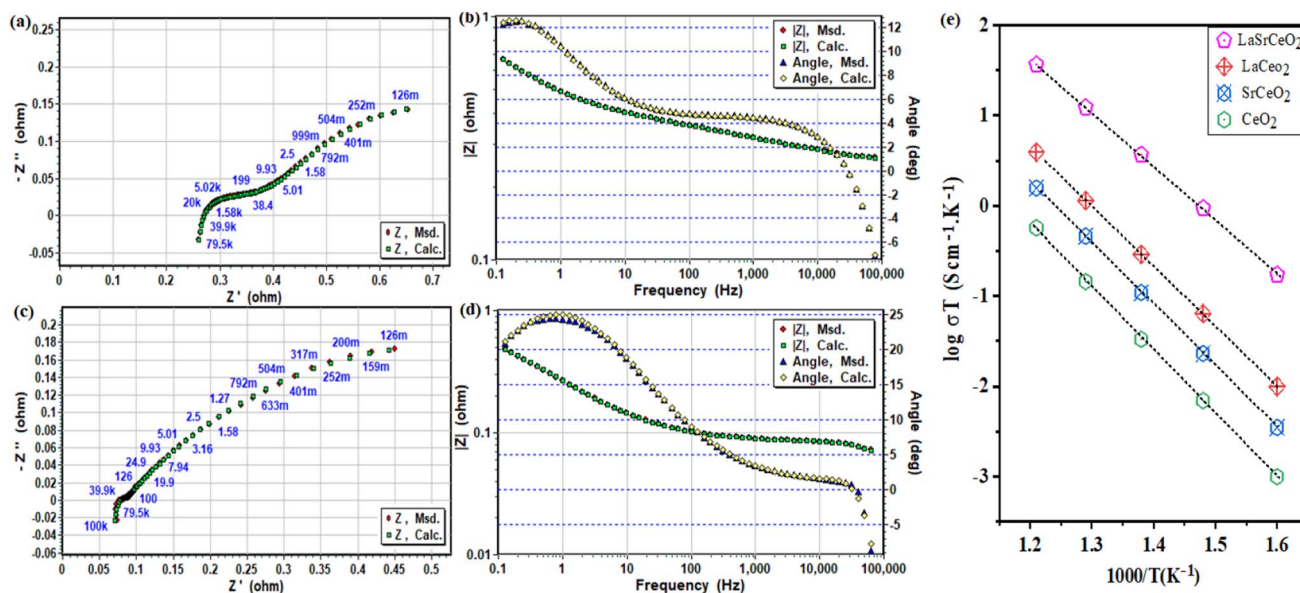 (a)
0.25
0.2
0.15
0.1
0.05
0
-0.05
- Z'' (ohm)
126m
252m
504m
401m
999m
792m
2.5
1.58
9.93
5.01
199
38.4
5.02k
1.58k
20k
39.9k
79.5k
Z , Msd.
Z , Calc.
0
0.1
0.2
0.3
0.4
0.5
0.6
0.7
Z ' (ohm)
(b)
1
0.1
|Z| (ohm)
|Z|, Msd.
|Z|, Calc.
Angle, Msd.
Angle, Calc.
12
10
8
6
4
2
0
-2
-4
-6
Angle (deg)
0.1
1
10
100
1,000
10,000
100,000
Frequency (Hz)
(c)
0.2
0.18
0.16
0.14
0.12
0.1
0.08
0.06
0.04
0.02
0
-0.02
-0.04
-0.06
- Z'' (ohm)
126m
200m
159m
317m
252m
504m
401m
792m
633m
1.27
2.5
1.58
5.01
3.16
9.93
7.94
24.9
19.9
126
100
39.9k
79.5k
100k
Z , Msd.
Z , Calc.
0
0.05
0.1
0.15
0.2
0.25
0.3
0.35
0.4
0.45
0.5
Z ' (ohm)
(d)
1
0.1
0.01
|Z| (ohm)
|Z|, Msd.
|Z|, Calc.
Angle, Msd.
Angle, Calc.
25
20
15
10
5
0
-5
Angle (deg)
0.1
1
10
100
1,000
10,000
100,000
Frequency (Hz)
(e)
2
1
0
-1
-2
-3
log σ T (Scm⁻¹.K⁻¹)
LaSrCeO₂
LaCeo₂
SrCeO₂
CeO₂
1.2
1.3
1.4
1.5
1.6
1000/T(K⁻¹)